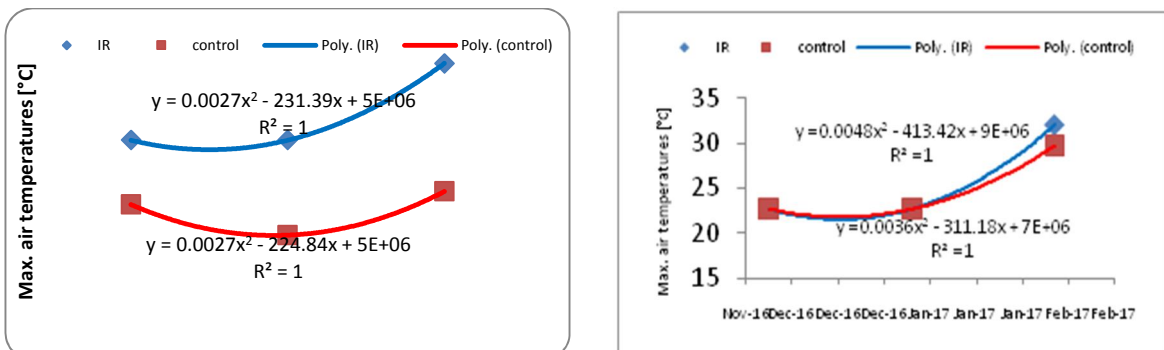 IR control Poly. (IR) Poly. (control)
Max. air temperatures [°C]
y = 0.0027x² - 231.39x + 5E+06
R² = 1
y = 0.0027x² - 224.84x + 5E+06
R² = 1
IR control Poly. (IR) Poly. (control)
Max. air temperatures [°C]
35
30
25
20
15
y = 0.0048x² - 413.42x + 9E+06
R² = 1
y = 0.0036x² - 311.18x + 7E+06
R² = 1
Nov-16 Dec-16 Dec-16 Dec-16 Jan-17 Jan-17 Jan-17 Feb-17 Feb-17